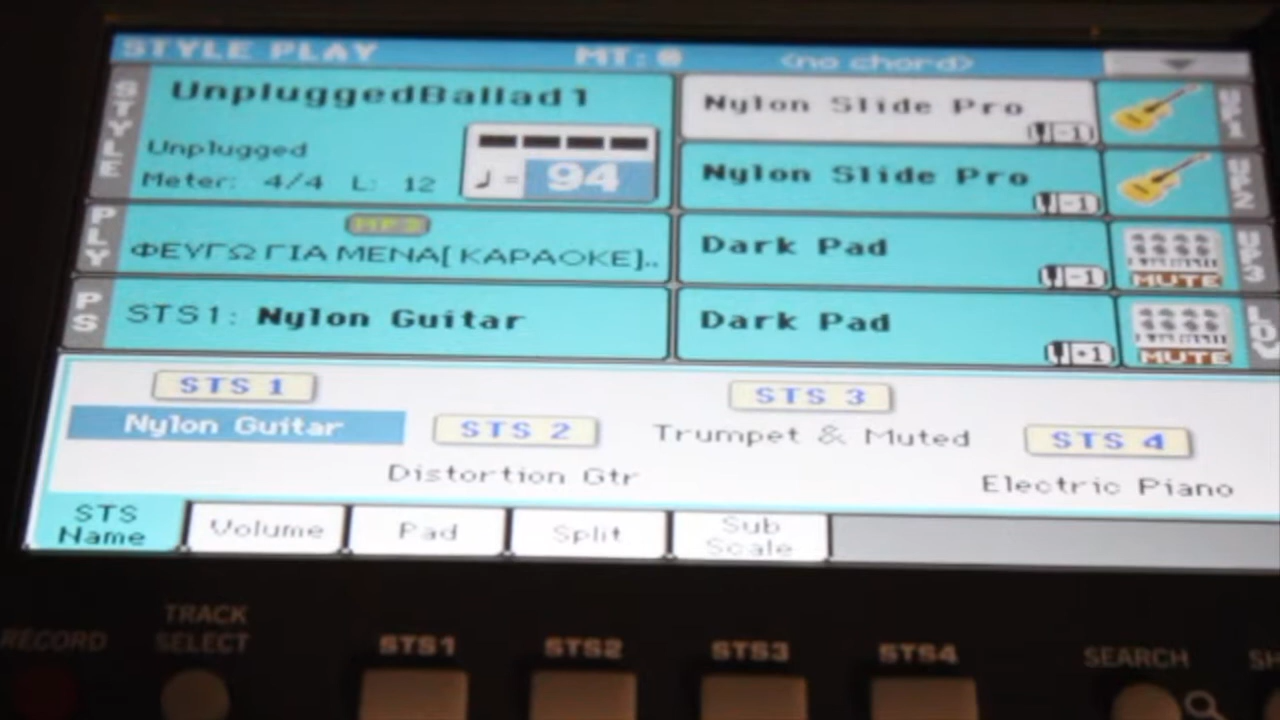 STYLE PLAY
MT: 0
<no chord>
STYLE
UnpluggedBallad1
Unplugged
Meter: 4/4 L: 12
♩= 94
Nylon Slide Pro
-1
UP1
Nylon Slide Pro
-1
UP2
PLY
MP3
ΦΕΥΓΩ ΓΙΑ ΜΕΝΑ[ ΚΑΡΑΟΚΕ]..
Dark Pad
-1
MUTE
UP3
PS
STS1: Nylon Guitar
Dark Pad
+1
MUTE
LOW
STS 1
Nylon Guitar
STS 2
Distortion Gtr
STS 3
Trumpet & Muted
STS 4
Electric Piano
STS Name
Volume
Pad
Split
Sub Scale
RECORD
TRACK
SELECT
STS1
STS2
STS3
STS4
SEARCH